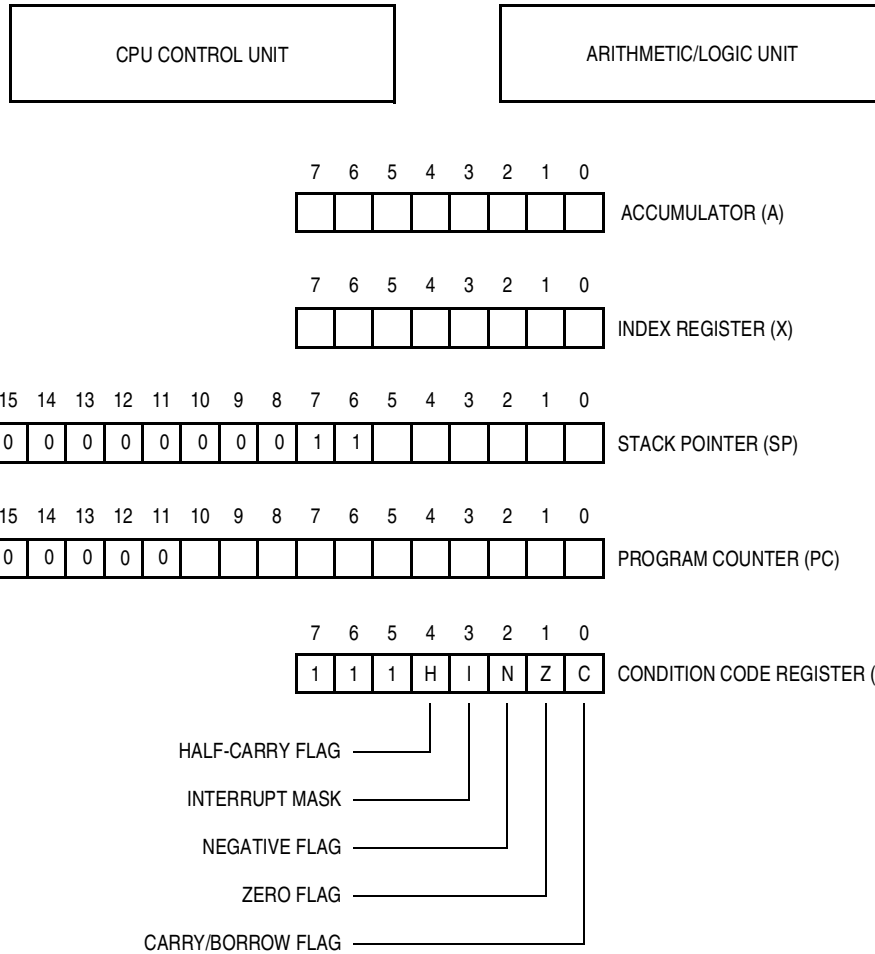 CPU CONTROL UNIT
ARITHMETIC/LOGIC UNIT
7 6 5 4 3 2 1 0
ACCUMULATOR (A)
7 6 5 4 3 2 1 0
INDEX REGISTER (X)
15 14 13 12 11 10 9 8 7 6 5 4 3 2 1 0
0 0 0 0 0 0 0 0 1 1 STACK POINTER (SP)
15 14 13 12 11 10 9 8 7 6 5 4 3 2 1 0
0 0 0 0 0 PROGRAM COUNTER (PC)
7 6 5 4 3 2 1 0
1 1 1 H I N Z C CONDITION CODE REGISTER (
HALF-CARRY FLAG
INTERRUPT MASK
NEGATIVE FLAG
ZERO FLAG
CARRY/BORROW FLAG